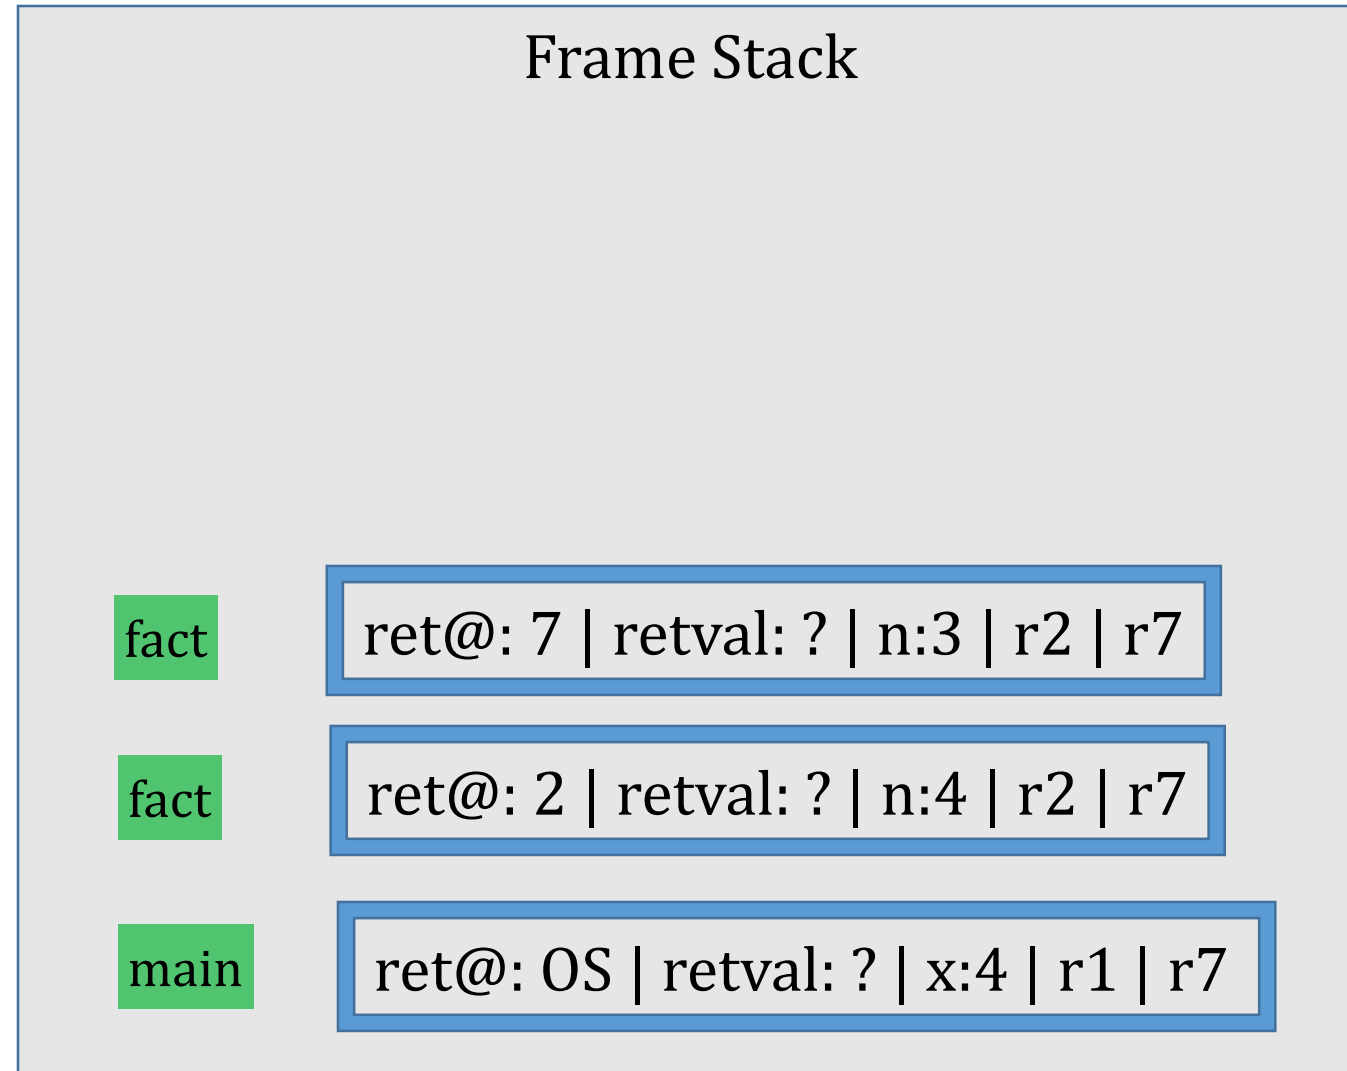 Frame Stack
fact
ret@: 7 | retval: ? | n:3 | r2 | r7
fact
ret@: 2 | retval: ? | n:4 | r2 | r7
main
ret@: OS | retval: ? | x:4 | r1 | r7